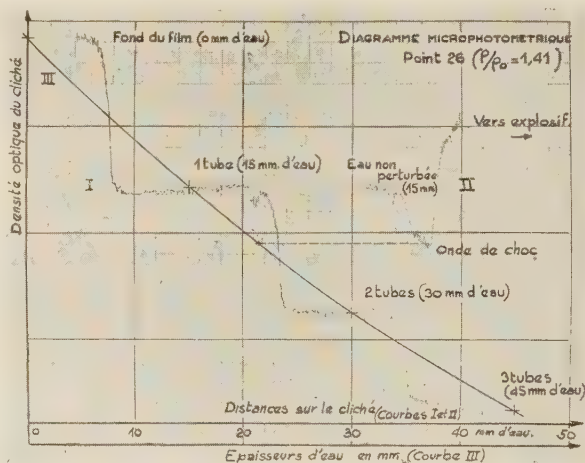 Fond du film (0 mm d'eau)
DIAGRAMME MICROPHOTOMETRIQUE
Point 26 (P/ρ₀ = 1,41)
III
Vers explosif.
Densité optique du cliché
1 tube (15 mm. d'eau)
Eau non
perturbée
(15 mm)
I
II
Onde de choc
2 tubes (30 mm d'eau)
3 tubes
(45 mm d'eau)
Distances sur le cliché (Courbes I et II)
mm d'eau.
0
10
20
30
40
50
Epaisseurs d'eau en mm. (Courbe III)